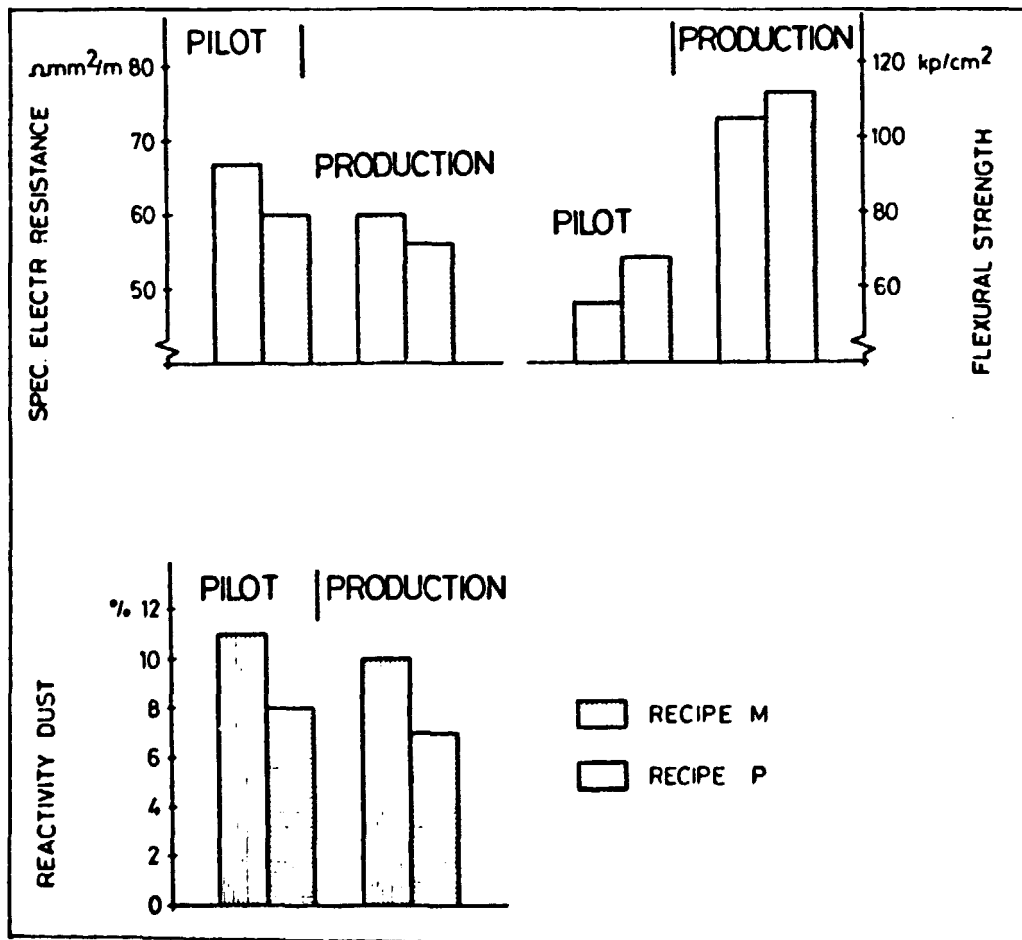 PILOT
PRODUCTION
Ωmm²/m 80
70
60
50
SPEC. ELECTR RESISTANCE
PRODUCTION
PILOT
120 kp/cm²
100
80
60
FLEXURAL STRENGTH
PILOT
PRODUCTION
% 12
10
8
6
4
2
0
REACTIVITY DUST
RECIPE M
RECIPE P